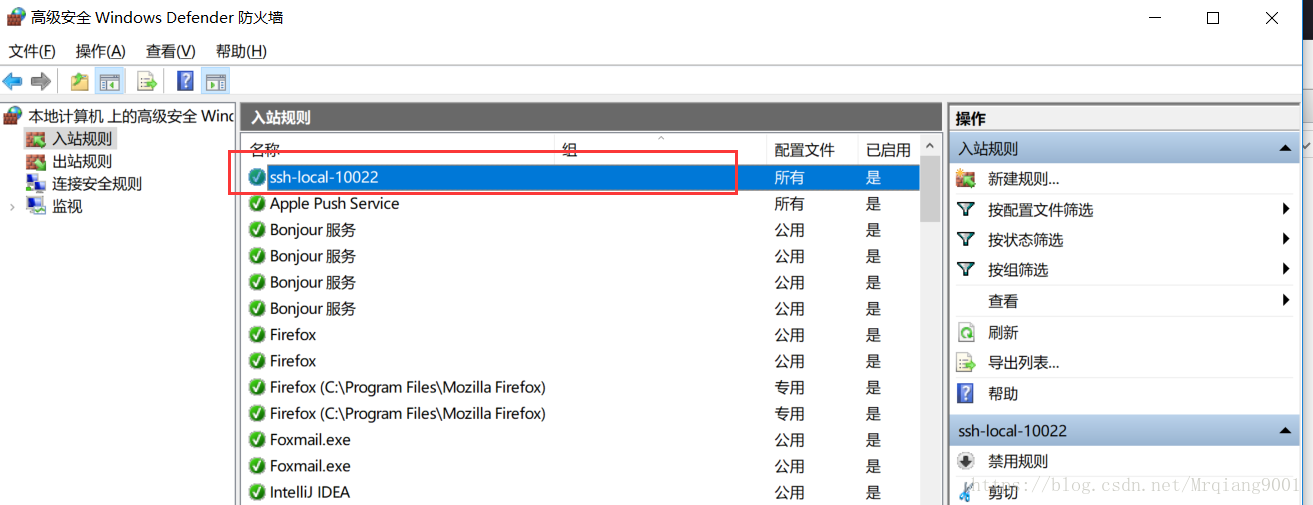 高级安全 Windows Defender 防火墙
文件(F) 操作(A) 查看(V) 帮助(H)
本地计算机 上的高级安全 Wind
入站规则
出站规则
连接安全规则
监视
入站规则
名称 组 配置文件 已启用
ssh-local-10022 所有 是
Apple Push Service 所有 是
Bonjour 服务 公用 是
Bonjour 服务 公用 是
Bonjour 服务 公用 是
Bonjour 服务 公用 是
Firefox 公用 是
Firefox 公用 是
Firefox (C:\Program Files\Mozilla Firefox) 专用 是
Firefox (C:\Program Files\Mozilla Firefox) 专用 是
Foxmail.exe 公用 是
Foxmail.exe 公用 是
IntelliJ IDEA 公用 是
操作
入站规则
新建规则...
按配置文件筛选
按状态筛选
按组筛选
查看
刷新
导出列表...
帮助
ssh-local-10022
禁用规则
剪切
https://blog.csdn.net/Mrqiang9001